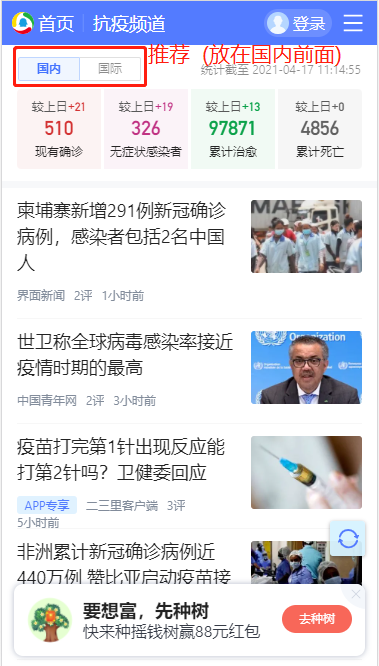 首页 抗疫频道 登录
推荐（放在国内前面）
国内 国际 统计截至 2021-04-17 11:14:55
较上日+21 较上日+19 较上日+13 较上日+0
510 326 97871 4856
现有确诊 无症状感染者 累计治愈 累计死亡
柬埔寨新增291例新冠确诊
病例，感染者包括2名中国
人
界面新闻 2评 1小时前
世卫称全球病毒感染率接近
疫情时期的最高
中国青年网 2评 3小时前
Organization
疫苗打完第1针出现反应能
打第2针吗？卫健委回应
APP专享 二三里客户端 3评
5小时前
非洲累计新冠确诊病例近
440万例 赞比亚启动疫苗接
要想富，先种树
快来种摇钱树赢88元红包
去种树